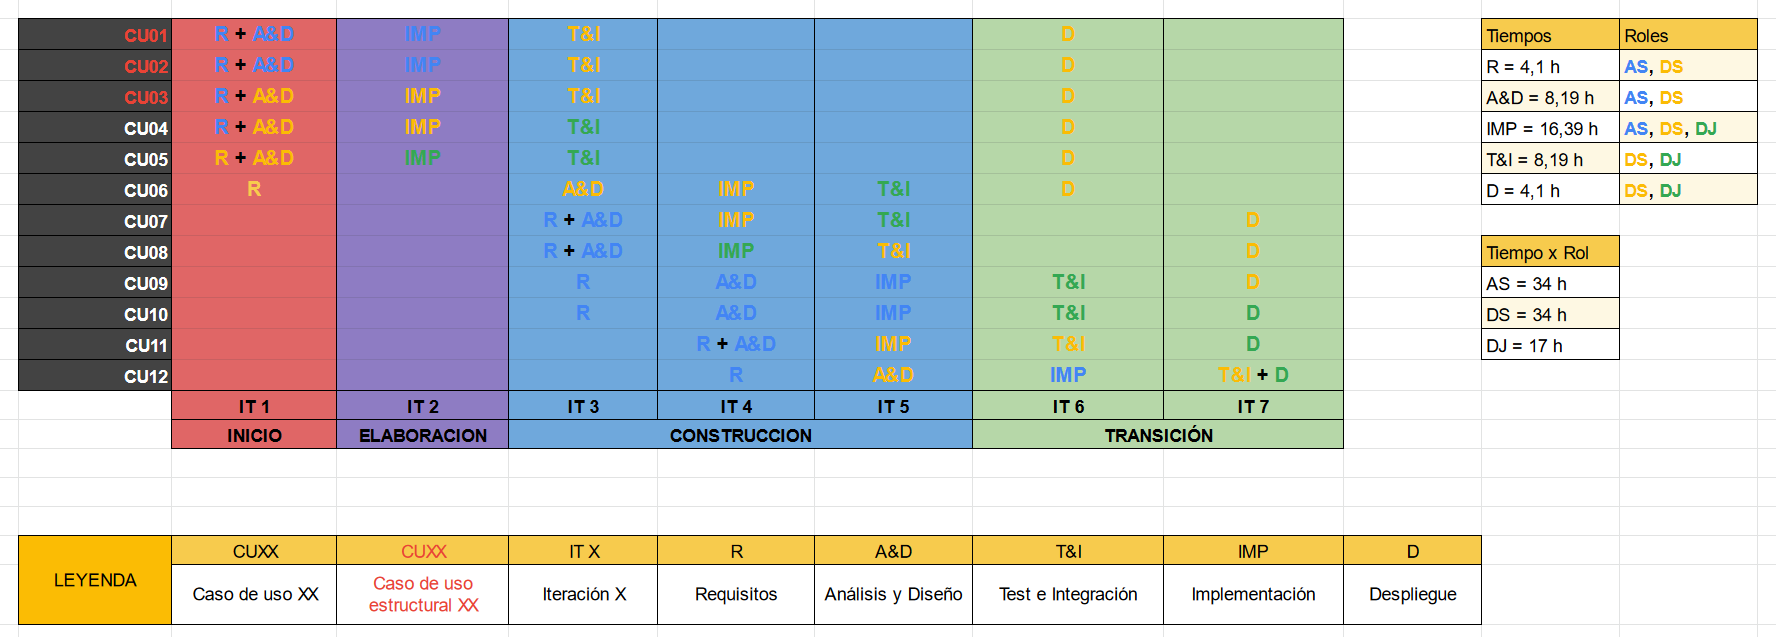 CU01 R + A&D IMP T&I D Tiempos Roles
CU02 R + A&D IMP T&I D R = 4,1 h AS, DS
CU03 R + A&D IMP T&I D A&D = 8,19 h AS, DS
CU04 R + A&D IMP T&I D IMP = 16,39 h AS, DS, DJ
CU05 R + A&D IMP T&I D T&I = 8,19 h DS, DJ
CU06 R A&D IMP T&I D D = 4,1 h DS, DJ
CU07 R + A&D IMP T&I D
CU08 R + A&D IMP T&I D Tiempo x Rol
CU09 R A&D IMP T&I D AS = 34 h
CU10 R A&D IMP T&I D DS = 34 h
CU11 R + A&D IMP T&I D DJ = 17 h
CU12 R A&D IMP T&I + D
IT 1 IT 2 IT 3 IT 4 IT 5 IT 6 IT 7
INICIO ELABORACION CONSTRUCCION TRANSICIÓN
LEYENDA
CUXX CUXX IT X R A&D T&I IMP D
Caso de uso XX
Caso de uso
estructural XX
Iteración X
Requisitos
Análisis y Diseño
Test e Integración
Implementación
Despliegue